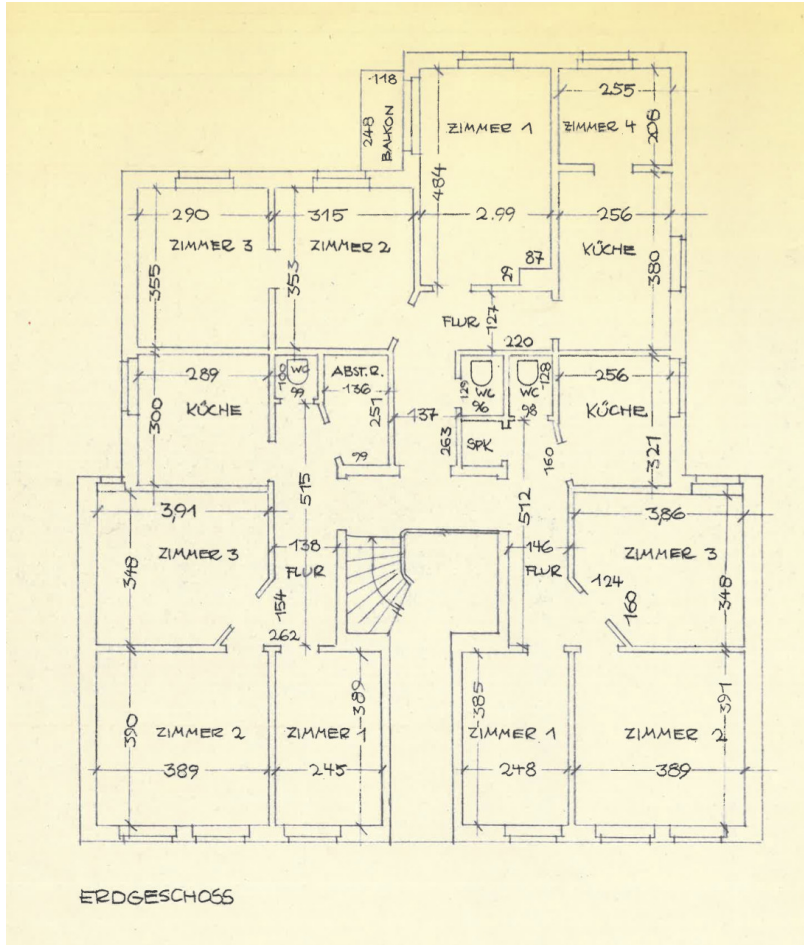 118
248
BALKON
ZIMMER 1
484
255
ZIMMER 4
208
290
315
2.99
256
ZIMMER 3
ZIMMER 2
KÜCHE
355
353
87
29
380
FLUR
127
220
289
100
WC
99
ABST.R.
136
251
137
129
WC
96
WC
98
128
256
KÜCHE
300
KÜCHE
263
SPK
160
321
99
515
512
3,91
3,86
ZIMMER 3
348
138
FLUR
154
262
146
FLUR
124
160
ZIMMER 3
348
390
ZIMMER 2
389
ZIMMER 1
389
245
385
ZIMMER 1
248
ZIMMER 2
391
389
ERDGESCHOSS